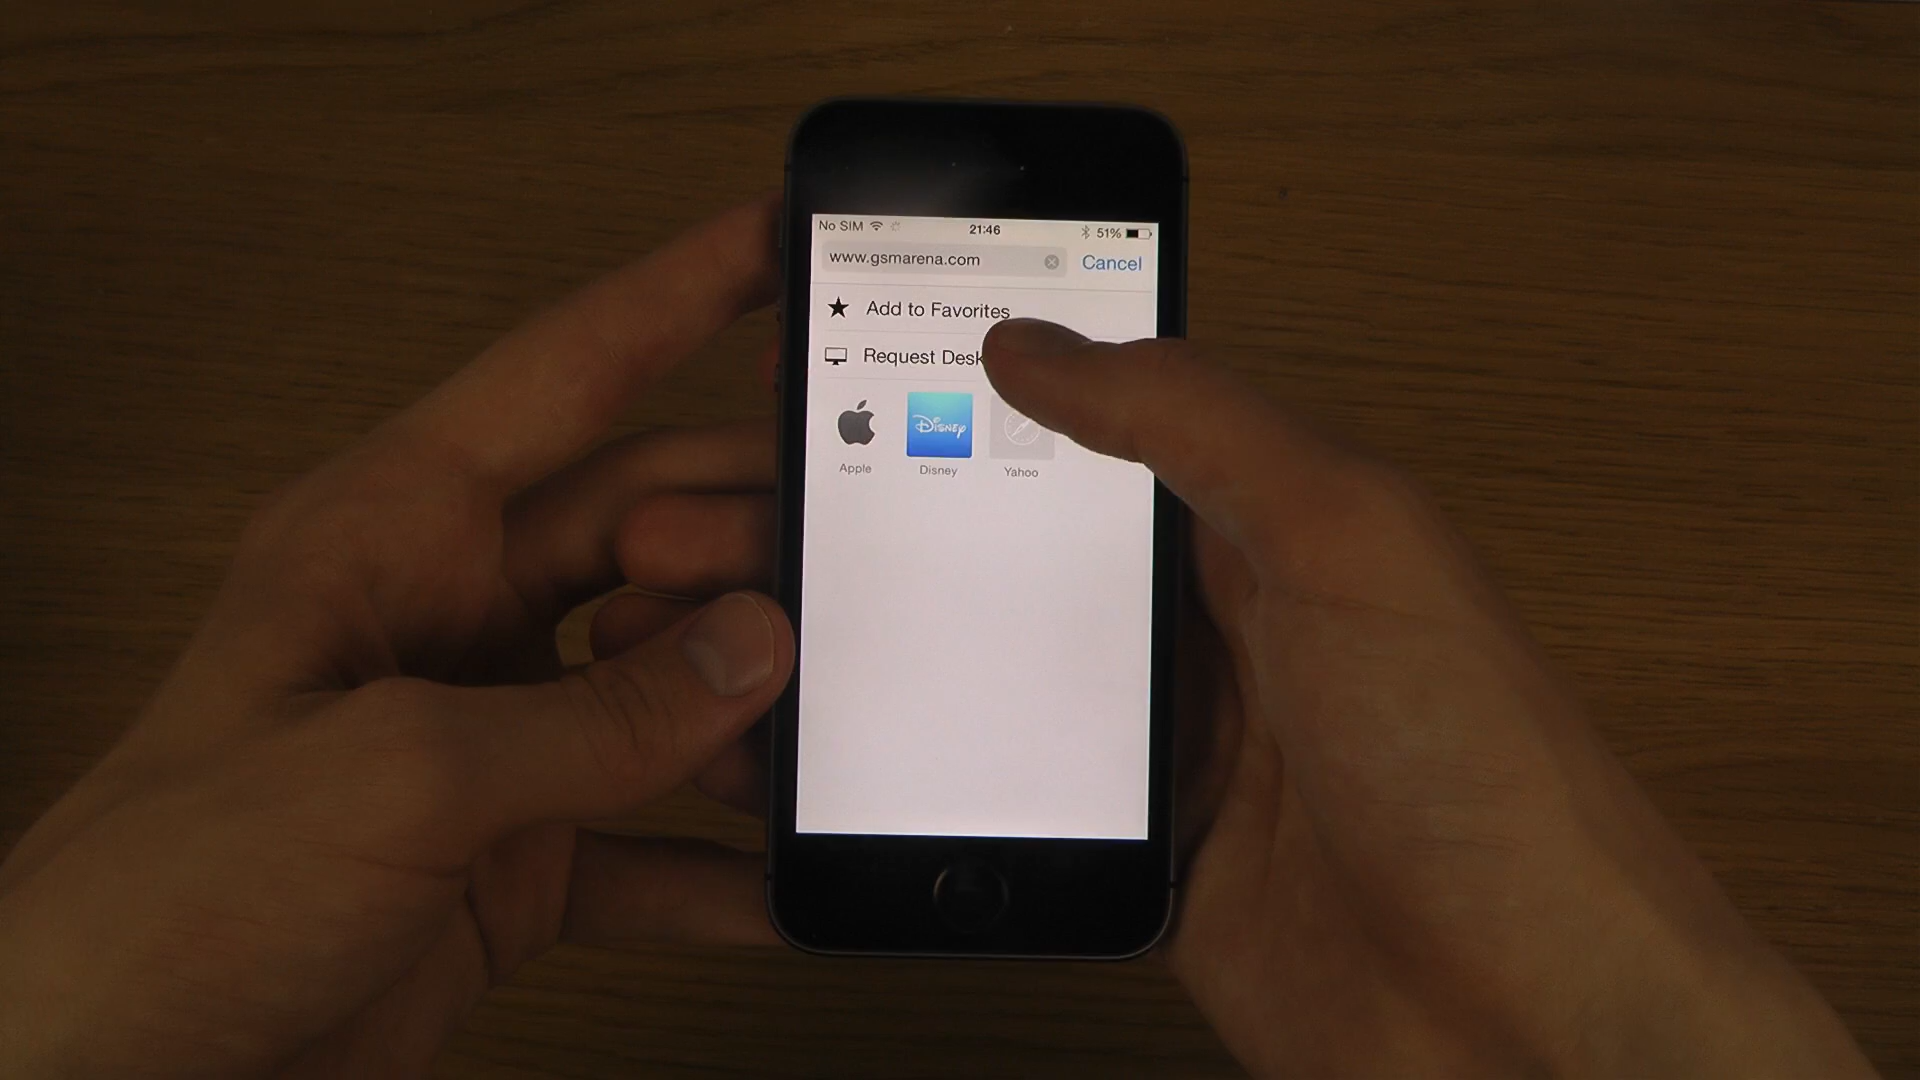 No SIM 21:46 51%
www.gsmarena.com Cancel
Add to Favorites
Request Desk
Disney
Apple Disney Yahoo